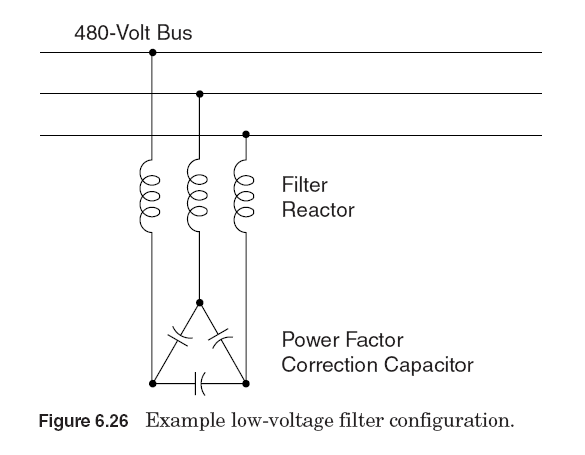 480-Volt Bus
Filter
Reactor
Power Factor
Correction Capacitor
Figure 6.26 Example low-voltage filter configuration.